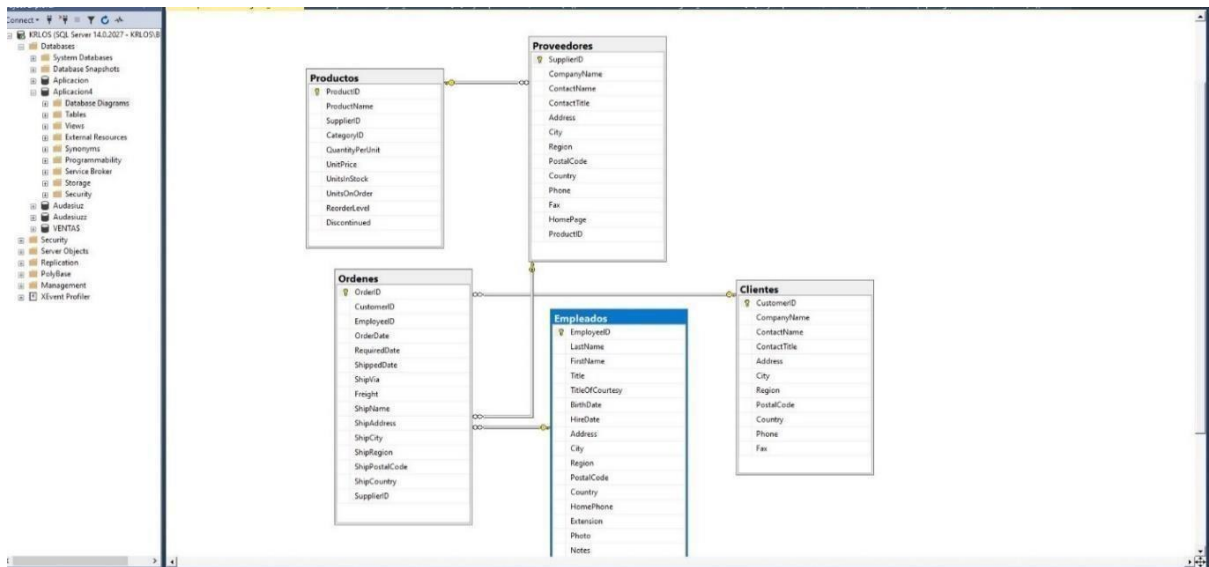 Connect
KRLOS (SQL Server 14.0.2027 - KRLOS\B
Databases
System Databases
Database Snapshots
Aplicacion
Aplicacion4
Database Diagrams
Tables
Views
External Resources
Synonyms
Programmability
Service Broker
Storage
Security
Audesiuz
Audesiuzz
VENTAS
Security
Server Objects
Replication
PolyBase
Management
XEvent Profiler
Productos
ProductID
ProductName
SupplierID
CategoryID
QuantityPerUnit
UnitPrice
UnitsInStock
UnitsOnOrder
ReorderLevel
Discontinued
Proveedores
SupplierID
CompanyName
ContactName
ContactTitle
Address
City
Region
PostalCode
Country
Phone
Fax
HomePage
ProductID
Ordenes
OrderID
CustomerID
EmployeeID
OrderDate
RequiredDate
ShippedDate
ShipVia
Freight
ShipName
ShipAddress
ShipCity
ShipRegion
ShipPostalCode
ShipCountry
SupplierID
Empleados
EmployeeID
LastName
FirstName
Title
TitleOfCourtesy
BirthDate
HireDate
Address
City
Region
PostalCode
Country
HomePhone
Extension
Photo
Notes
Clientes
CustomerID
CompanyName
ContactName
ContactTitle
Address
City
Region
PostalCode
Country
Phone
Fax